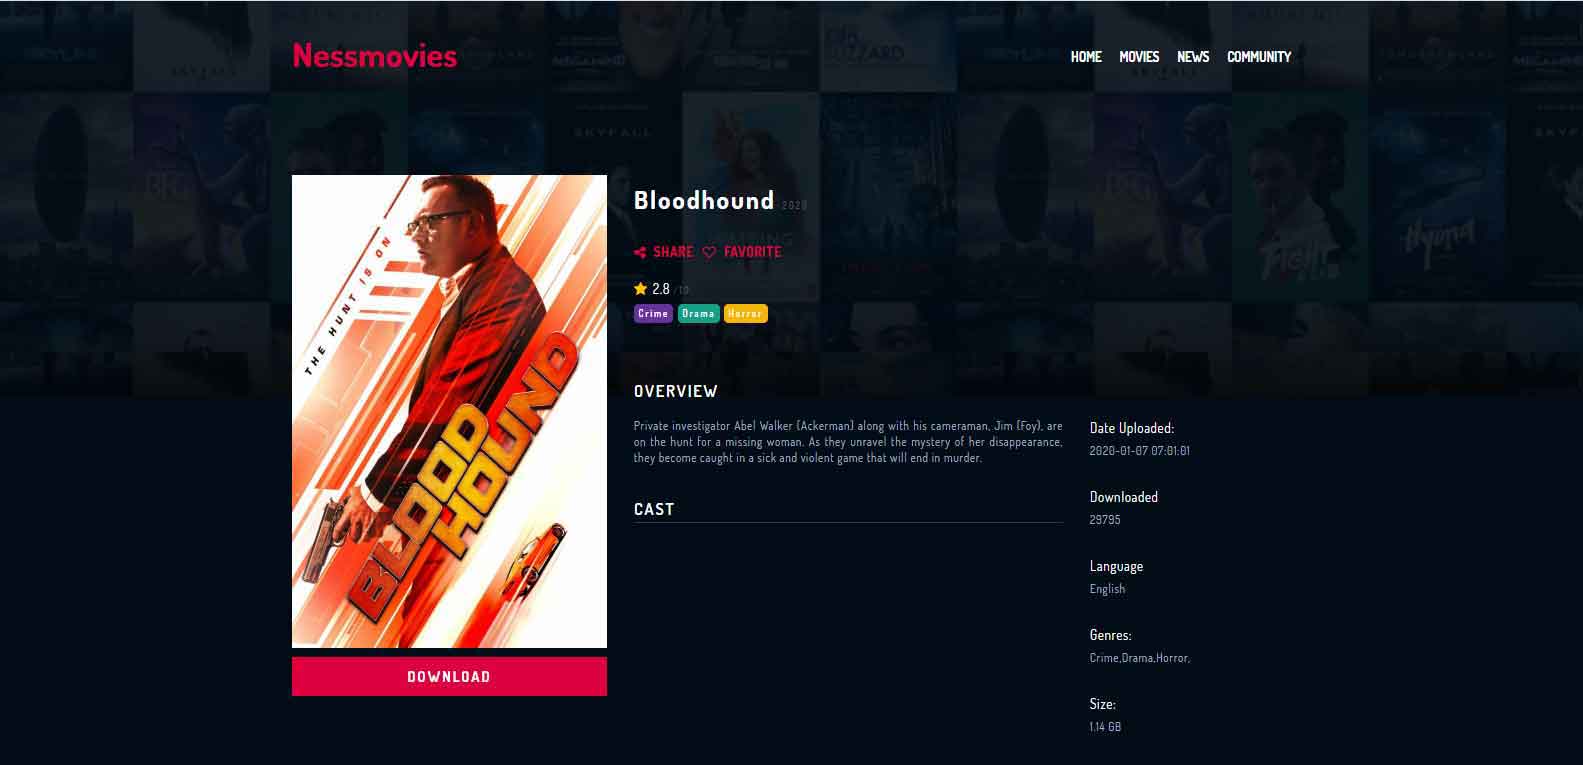 Nessmovies
HOME MOVIES NEWS COMMUNITY
SKYFALL
THE HUNT IS ON
BLOOD
HOUND
DOWNLOAD
Bloodhound 2020
SHARE FAVORITE
2.8 /10
Crime Drama Horror
OVERVIEW
Private investigator Abel Walker (Ackerman) along with his cameraman, Jim (Foy), are
on the hunt for a missing woman. As they unravel the mystery of her disappearance,
they become caught in a sick and violent game that will end in murder.
CAST
Date Uploaded:
2020-01-07 07:01:01
Downloaded
29795
Language
English
Genres:
Crime,Drama,Horror,
Size:
1.14 GB